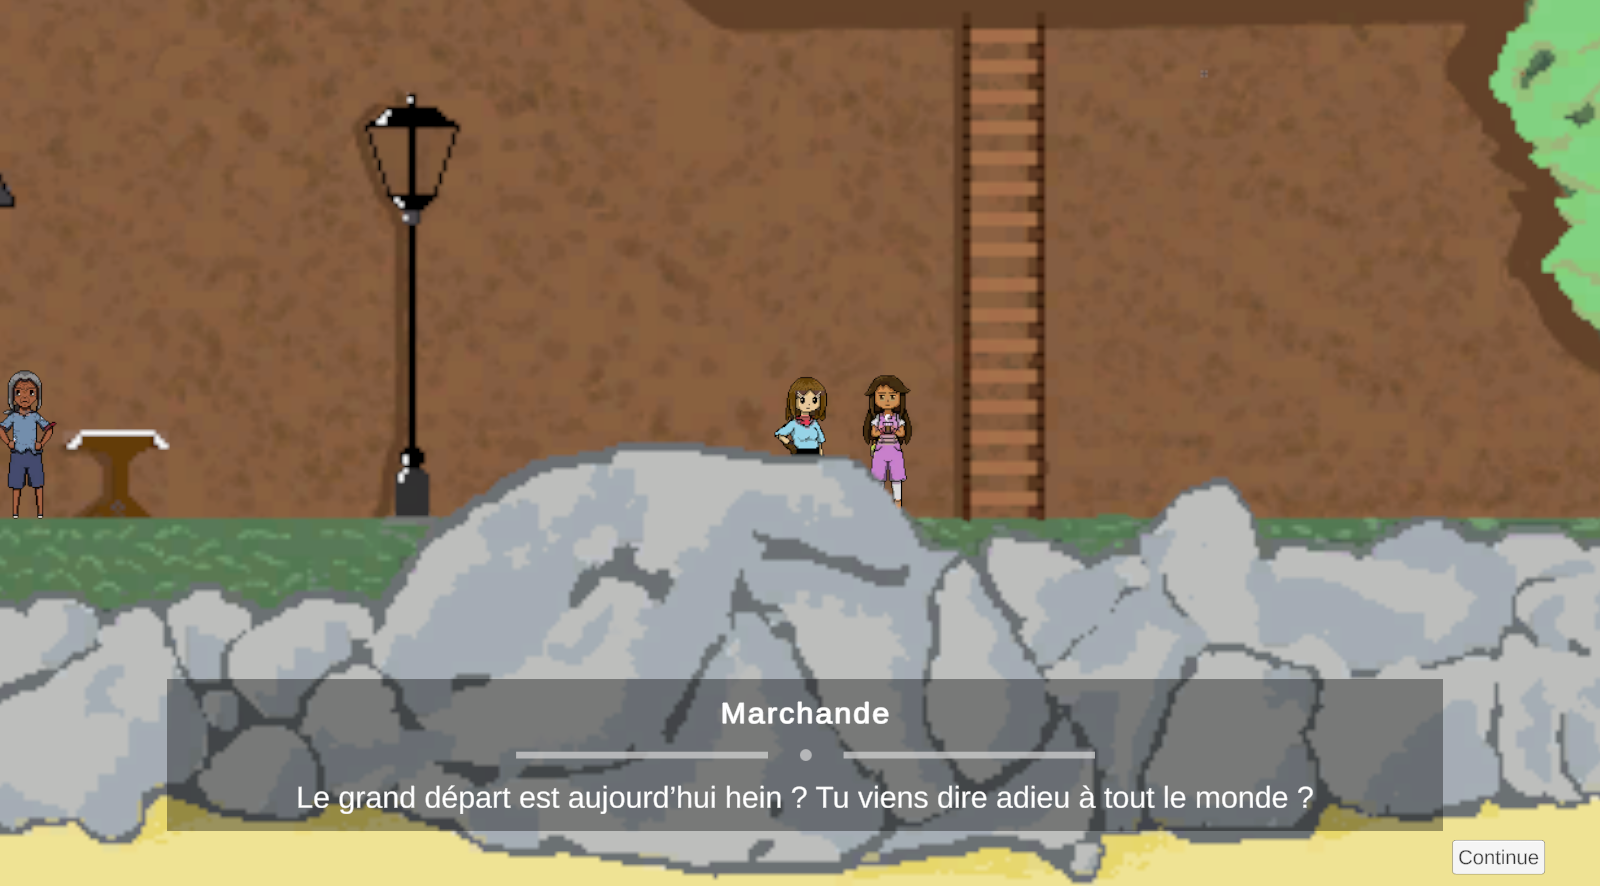 Marchande
Le grand départ est aujourd’hui hein ? Tu viens dire adieu à tout le monde ?
Continue